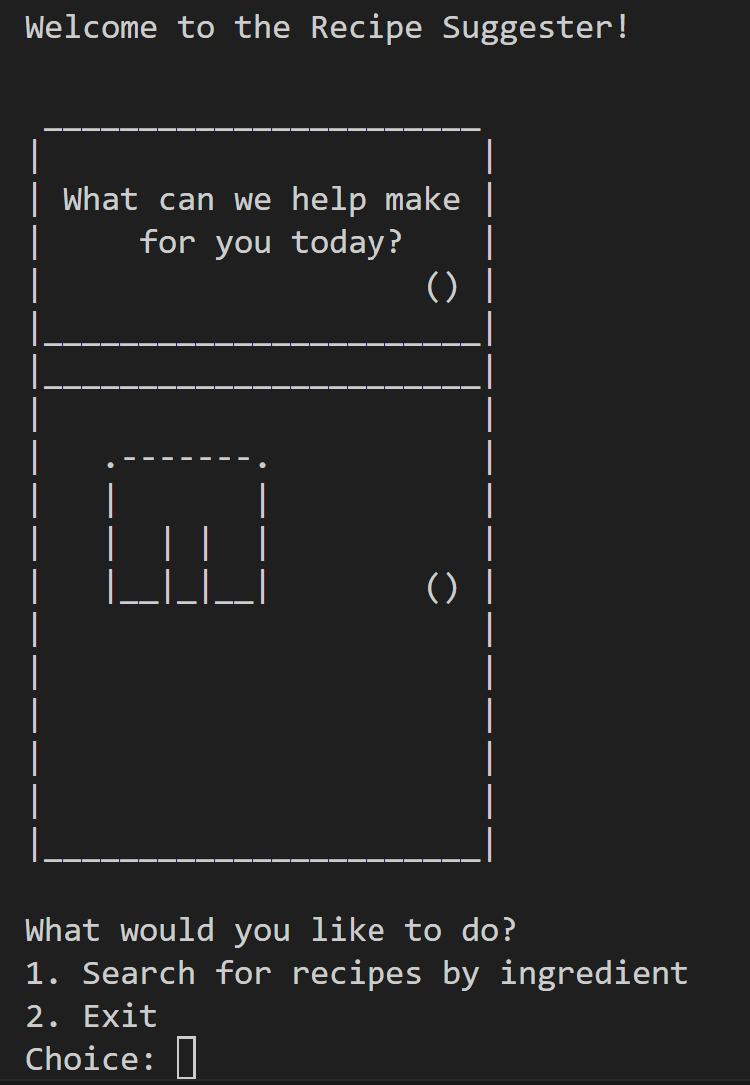 Welcome to the Recipe Suggester!
What can we help make
for you today?
()
()
What would you like to do?
1. Search for recipes by ingredient
2. Exit
Choice: